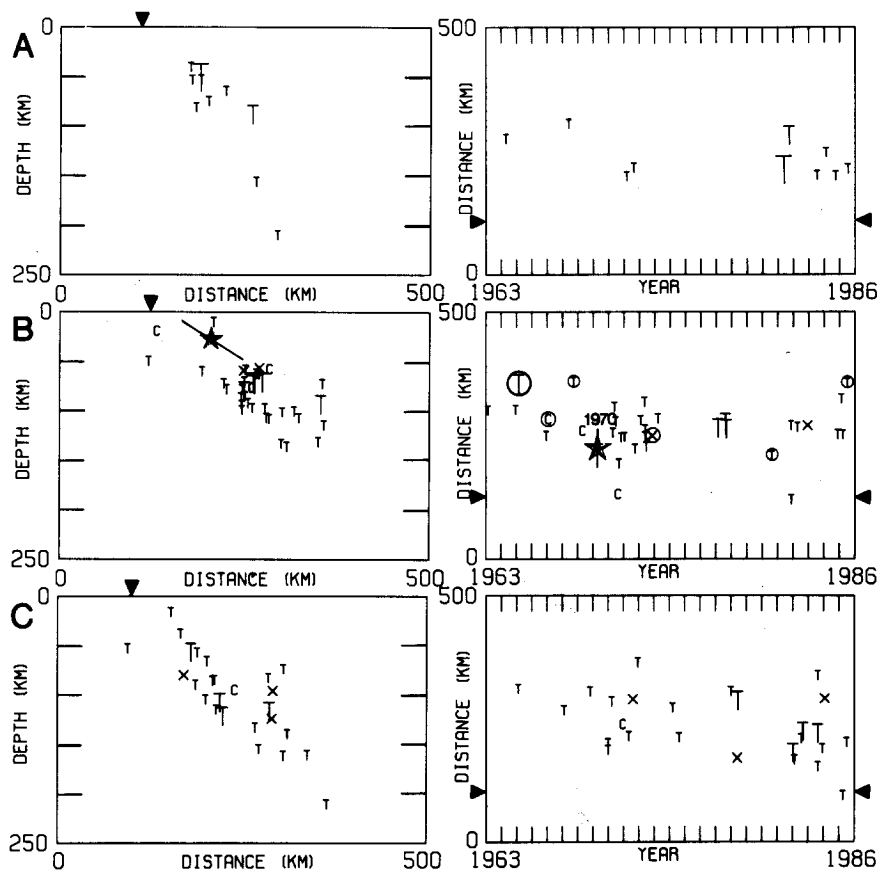 A
0
DEPTH (KM)
250
0
DISTANCE (KM)
500
500
DISTANCE (KM)
0
1963
YEAR
1986
B
0
DEPTH (KM)
250
0
DISTANCE (KM)
500
500
1970
DISTANCE (KM)
0
1963
YEAR
1986
C
0
DEPTH (KM)
250
0
DISTANCE (KM)
500
500
DISTANCE (KM)
0
1963
YEAR
1986